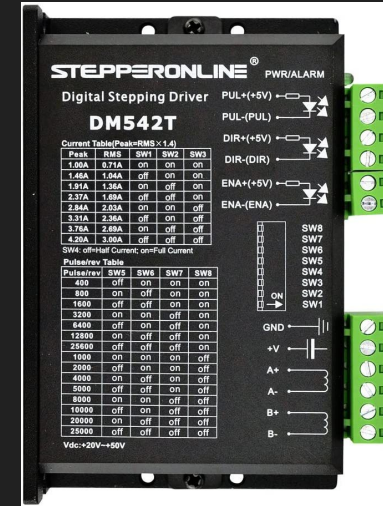 STEPPERONLINE®
PWR/ALARM
Digital Stepping Driver
DM542T
Current Table(Peak=RMS×1.4)
Peak RMS SW1 SW2 SW3
1.00A 0.71A on on on
1.46A 1.04A off on on
1.91A 1.36A on off on
2.37A 1.69A off off on
2.84A 2.03A on on off
3.31A 2.36A off on off
3.76A 2.69A on off off
4.20A 3.00A off off off
SW4: off=Half Current; on=Full Current
Pulse/rev Table
Pulse/rev SW5 SW6 SW7 SW8
400 off on on on
800 on off on on
1600 off off on on
3200 on on off on
6400 off on off on
12800 on off off on
25600 off off off on
1000 on on on off
2000 off on on off
4000 on off on off
5000 off off on off
8000 on on off off
10000 off on off off
20000 on off off off
25000 off off off off
Vdc:+20V~+50V
PUL+(+5V)
PUL-(PUL)
DIR+(+5V)
DIR-(DIR)
ENA+(+5V)
ENA-(ENA)
SW8
SW7
SW6
SW5
SW4
SW3
ON SW2
SW1
GND
+V
A+
A-
B+
B-